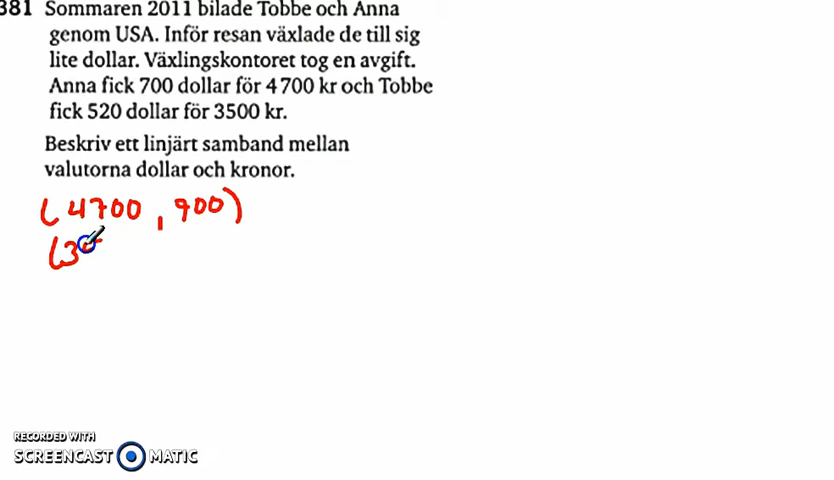 381 Sommaren 2011 bilade Tobbe och Anna
genom USA. Inför resan växlade de till sig
lite dollar. Växlingskontoret tog en avgift.
Anna fick 700 dollar för 4 700 kr och Tobbe
fick 520 dollar för 3500 kr.
Beskriv ett linjärt samband mellan
valutorna dollar och kronor.
(4700, 700)
(3
RECORDED WITH
SCREENCAST MATIC